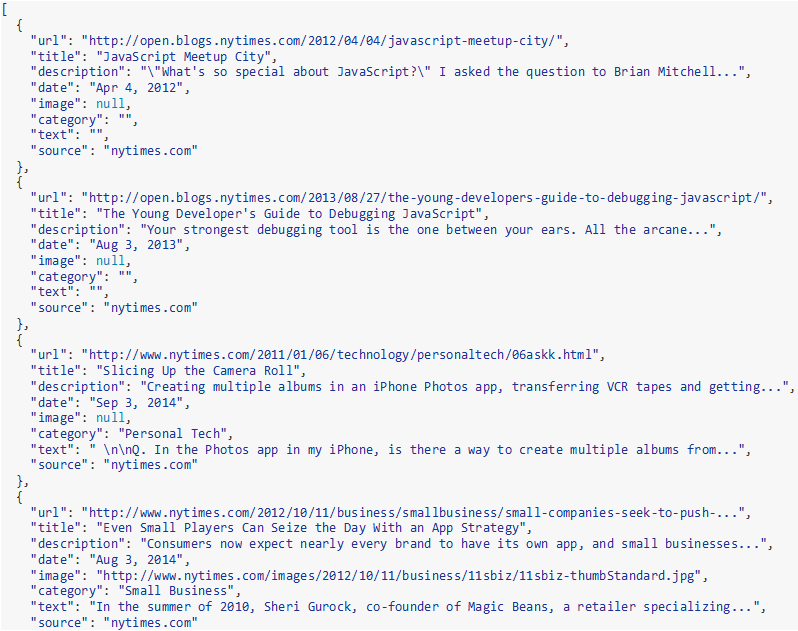 [
  {
    "url": "http://open.blogs.nytimes.com/2012/04/04/javascript-meetup-city/",
    "title": "JavaScript Meetup City",
    "description": "\"What's so special about JavaScript?\" I asked the question to Brian Mitchell...",
    "date": "Apr 4, 2012",
    "image": null,
    "category": "",
    "text": "",
    "source": "nytimes.com"
  },
  {
    "url": "http://open.blogs.nytimes.com/2013/08/27/the-young-developers-guide-to-debugging-javascript/",
    "title": "The Young Developer's Guide to Debugging JavaScript",
    "description": "Your strongest debugging tool is the one between your ears. All the arcane...",
    "date": "Aug 3, 2013",
    "image": null,
    "category": "",
    "text": "",
    "source": "nytimes.com"
  },
  {
    "url": "http://www.nytimes.com/2011/01/06/technology/personaltech/06askk.html",
    "title": "Slicing Up the Camera Roll",
    "description": "Creating multiple albums in an iPhone Photos app, transferring VCR tapes and getting...",
    "date": "Sep 3, 2014",
    "image": null,
    "category": "Personal Tech",
    "text": " \n\nQ. In the Photos app in my iPhone, is there a way to create multiple albums from...",
    "source": "nytimes.com"
  },
  {
    "url": "http://www.nytimes.com/2012/10/11/business/smallbusiness/small-companies-seek-to-push-...",
    "title": "Even Small Players Can Seize the Day With an App Strategy",
    "description": "Consumers now expect nearly every brand to have its own app, and small businesses...",
    "date": "Aug 3, 2014",
    "image": "http://www.nytimes.com/images/2012/10/11/business/11sbiz/11sbiz-thumbStandard.jpg",
    "category": "Small Business",
    "text": "In the summer of 2010, Sheri Gurock, co-founder of Magic Beans, a retailer specializing...",
    "source": "nytimes.com"